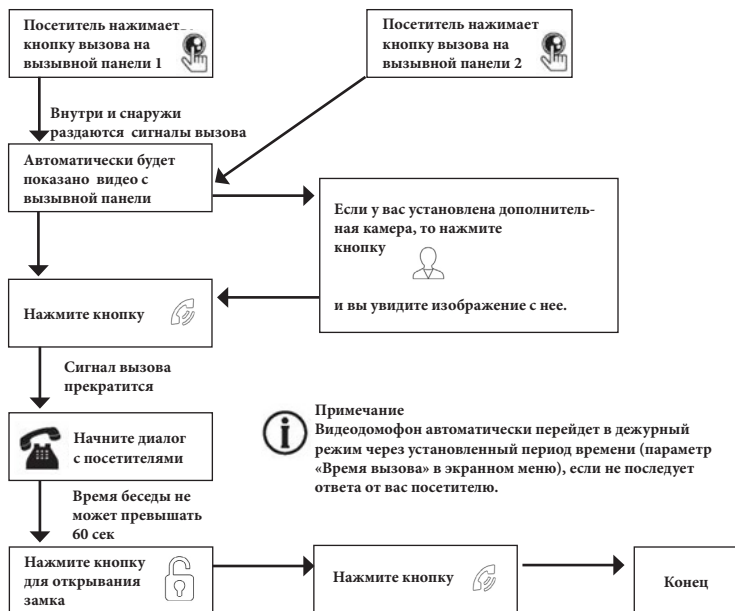 Посетитель нажимает
кнопку вызова на
вызывной панели 1
Посетитель нажимает
кнопку вызова на
вызывной панели 2
Внутри и снаружи
раздаются сигналы вызова
Автоматически будет
показано видео с
вызывной панели
Если у вас установлена дополнитель-
ная камера, то нажмите
кнопку
и вы увидите изображение с нее.
Нажмите кнопку
Сигнал вызова
прекратится
Начните диалог
с посетителями
Примечание
Видеодомофон автоматически перейдет в дежурный
режим через установленный период времени (параметр
«Время вызова» в экранном меню), если не последует
ответа от вас посетителю.
Время беседы не
может превышать
60 сек
Нажмите кнопку
для открывания
замка
Нажмите кнопку
Конец